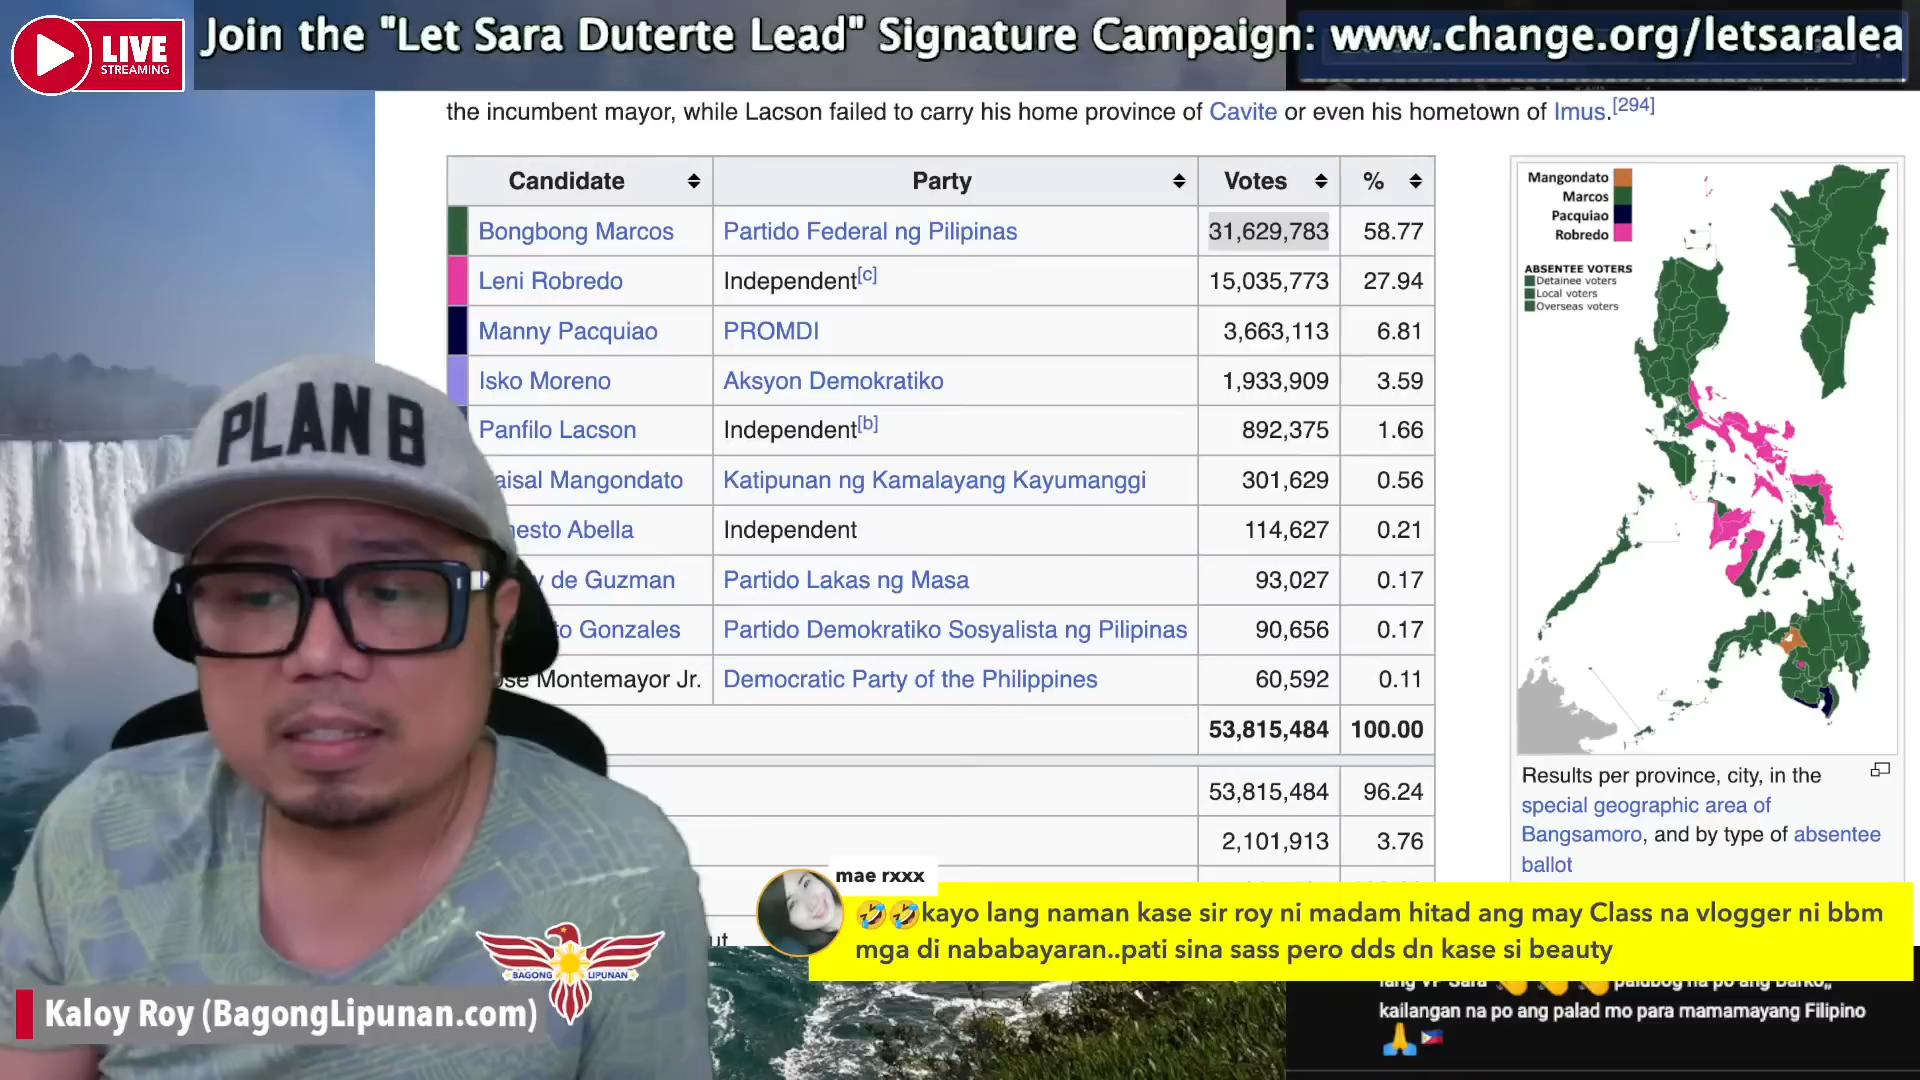 LIVE
STREAMING
Join the "Let Sara Duterte Lead" Signature Campaign: www.change.org/letsaralea
the incumbent mayor, while Lacson failed to carry his home province of Cavite or even his hometown of Imus.[294]
Candidate Party Votes %
Bongbong Marcos Partido Federal ng Pilipinas 31,629,783 58.77
Leni Robredo Independent[c] 15,035,773 27.94
Manny Pacquiao PROMDI 3,663,113 6.81
Isko Moreno Aksyon Demokratiko 1,933,909 3.59
Panfilo Lacson Independent[b] 892,375 1.66
aisal Mangondato Katipunan ng Kamalayang Kayumanggi 301,629 0.56
nesto Abella Independent 114,627 0.21
de Guzman Partido Lakas ng Masa 93,027 0.17
to Gonzales Partido Demokratiko Sosyalista ng Pilipinas 90,656 0.17
ose Montemayor Jr. Democratic Party of the Philippines 60,592 0.11
53,815,484 100.00
53,815,484 96.24
2,101,913 3.76
Mangondato
Marcos
Pacquiao
Robredo
ABSENTEE VOTERS
Detainee voters
Local voters
Overseas voters
Results per province, city, in the
special geographic area of
Bangsamoro, and by type of absentee
ballot
PLAN B
mae rxxx
🤣🤣kayo lang naman kase sir roy ni madam hitad ang may Class na vlogger ni bbm
mga di nababayaran..pati sina sass pero dds dn kase si beauty
BAGONG LIPUNAN
Kaloy Roy (BagongLipunan.com)
lang VP Sara palubog na po ang Barko,,
kailangan na po ang palad mo para mamamayang Filipino
🙏 🇵🇭